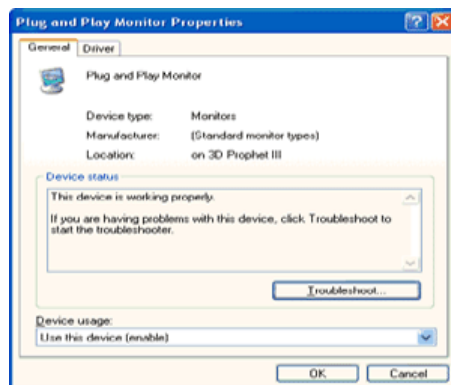 Plug and Play Monitor Properties
General Driver
Plug and Play Monitor
Device type: Monitors
Manufacturer: (Standard monitor types)
Location: on 3D Prophet III
Device status
This device is working properly.
If you are having problems with this device, click Troubleshoot to
start the troubleshooter.
Troubleshoot...
Device usage:
Use this device (enable)
OK Cancel